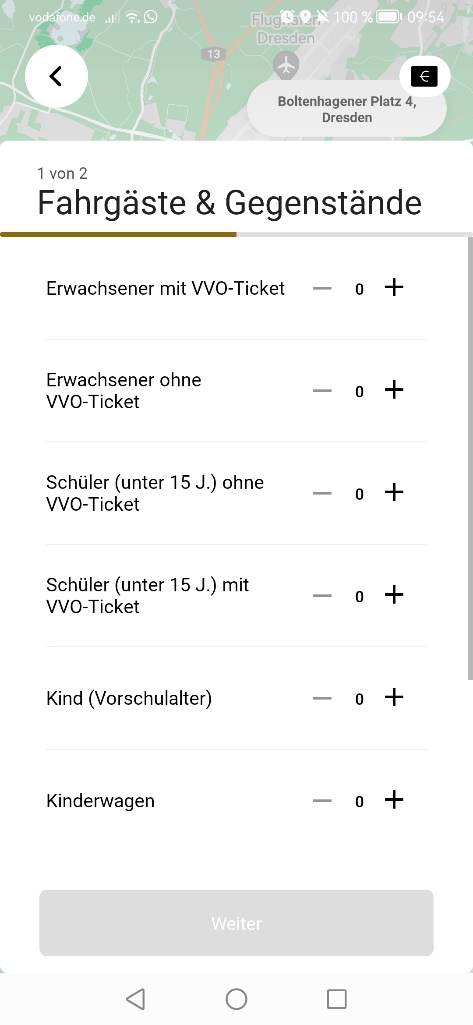 vodafone.de 100 % 09:54
Flughafen
Dresden
13
€
Boltenhagener Platz 4,
Dresden
1 von 2
Fahrgäste & Gegenstände
Erwachsener mit VVO-Ticket 0
Erwachsener ohne
VVO-Ticket 0
Schüler (unter 15 J.) ohne
VVO-Ticket 0
Schüler (unter 15 J.) mit
VVO-Ticket 0
Kind (Vorschulalter) 0
Kinderwagen 0
Weiter